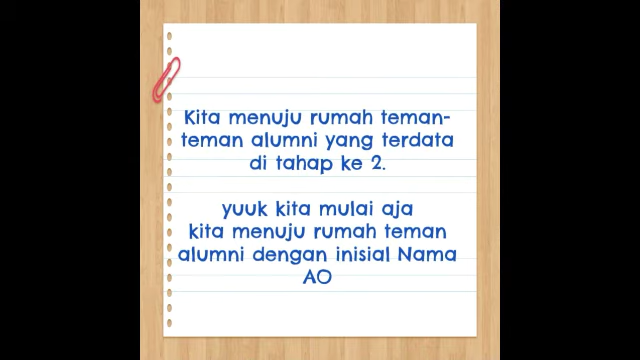 Kita menuju rumah teman-
teman alumni yang terdata
di tahap ke 2.
yuuk kita mulai aja
kita menuju rumah teman
alumni dengan inisial Nama
AO